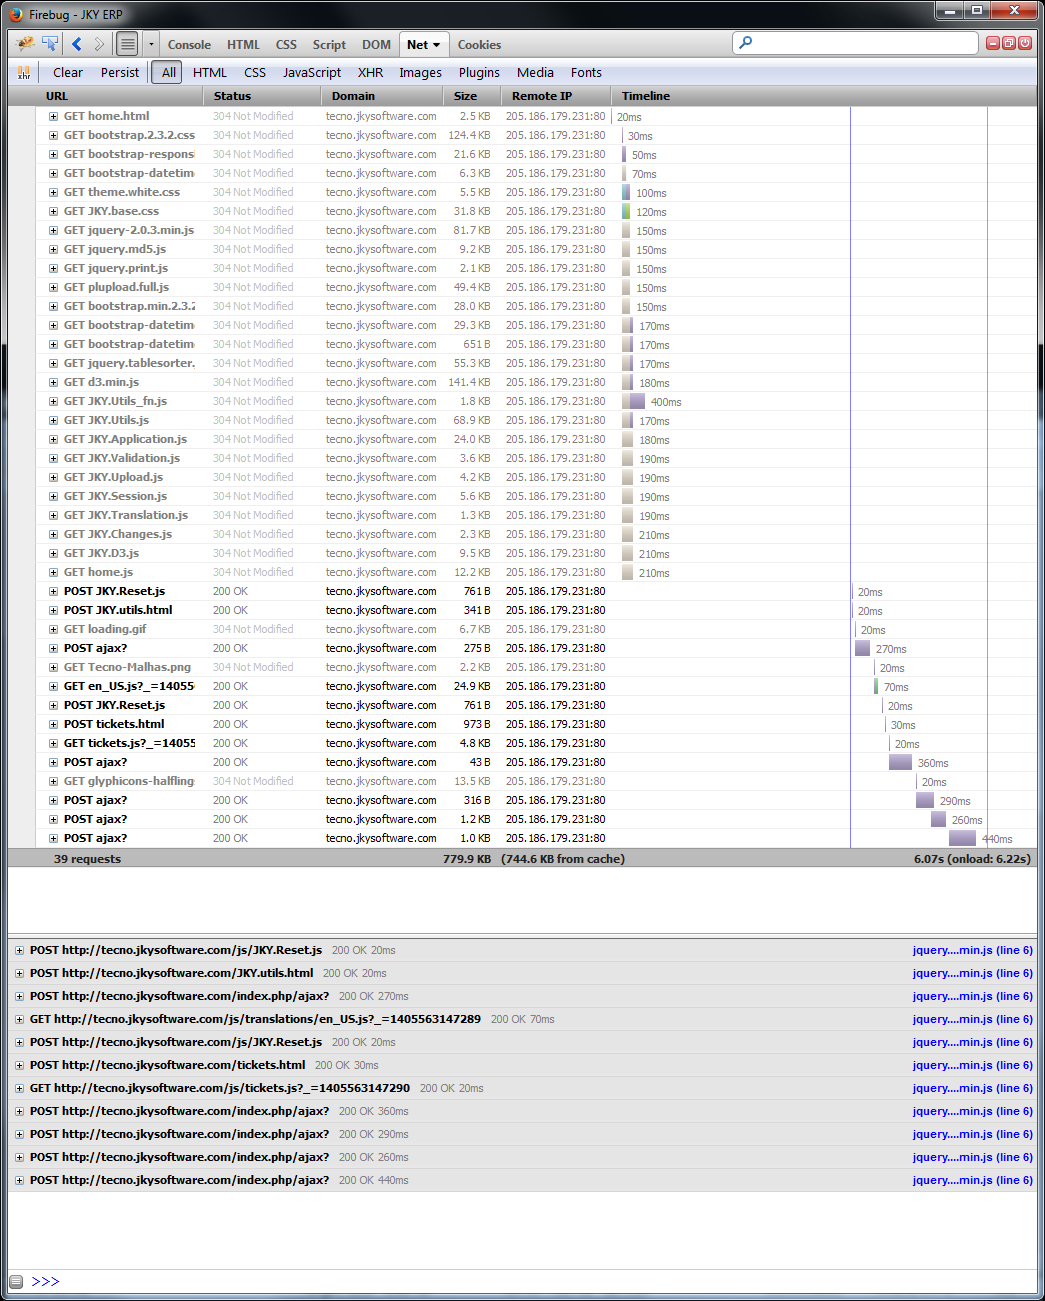 Firebug - JKY ERP
Console HTML CSS Script DOM Net Cookies
xhr Clear Persist All HTML CSS JavaScript XHR Images Plugins Media Fonts
URL Status Domain Size Remote IP Timeline
GET home.html 304 Not Modified tecno.jkysoftware.com 2.5 KB 205.186.179.231:80 20ms
GET bootstrap.2.3.2.css 304 Not Modified tecno.jkysoftware.com 124.4 KB 205.186.179.231:80 30ms
GET bootstrap-respons 304 Not Modified tecno.jkysoftware.com 21.6 KB 205.186.179.231:80 50ms
GET bootstrap-datetim 304 Not Modified tecno.jkysoftware.com 6.3 KB 205.186.179.231:80 70ms
GET theme.white.css 304 Not Modified tecno.jkysoftware.com 5.5 KB 205.186.179.231:80 100ms
GET JKY.base.css 304 Not Modified tecno.jkysoftware.com 31.8 KB 205.186.179.231:80 120ms
GET jquery-2.0.3.min.js 304 Not Modified tecno.jkysoftware.com 81.7 KB 205.186.179.231:80 150ms
GET jquery.md5.js 304 Not Modified tecno.jkysoftware.com 9.2 KB 205.186.179.231:80 150ms
GET jquery.print.js 304 Not Modified tecno.jkysoftware.com 2.1 KB 205.186.179.231:80 150ms
GET plupload.full.js 304 Not Modified tecno.jkysoftware.com 49.4 KB 205.186.179.231:80 150ms
GET bootstrap.min.2.3.2 304 Not Modified tecno.jkysoftware.com 28.0 KB 205.186.179.231:80 150ms
GET bootstrap-datetim 304 Not Modified tecno.jkysoftware.com 29.3 KB 205.186.179.231:80 170ms
GET bootstrap-datetim 304 Not Modified tecno.jkysoftware.com 651 B 205.186.179.231:80 170ms
GET jquery.tablesorter. 304 Not Modified tecno.jkysoftware.com 55.3 KB 205.186.179.231:80 170ms
GET d3.min.js 304 Not Modified tecno.jkysoftware.com 141.4 KB 205.186.179.231:80 180ms
GET JKY.Utils_fn.js 304 Not Modified tecno.jkysoftware.com 1.8 KB 205.186.179.231:80 400ms
GET JKY.Utils.js 304 Not Modified tecno.jkysoftware.com 68.9 KB 205.186.179.231:80 170ms
GET JKY.Application.js 304 Not Modified tecno.jkysoftware.com 24.0 KB 205.186.179.231:80 180ms
GET JKY.Validation.js 304 Not Modified tecno.jkysoftware.com 3.6 KB 205.186.179.231:80 190ms
GET JKY.Upload.js 304 Not Modified tecno.jkysoftware.com 4.2 KB 205.186.179.231:80 190ms
GET JKY.Session.js 304 Not Modified tecno.jkysoftware.com 5.6 KB 205.186.179.231:80 190ms
GET JKY.Translation.js 304 Not Modified tecno.jkysoftware.com 1.3 KB 205.186.179.231:80 190ms
GET JKY.Changes.js 304 Not Modified tecno.jkysoftware.com 2.3 KB 205.186.179.231:80 210ms
GET JKY.D3.js 304 Not Modified tecno.jkysoftware.com 9.5 KB 205.186.179.231:80 210ms
GET home.js 304 Not Modified tecno.jkysoftware.com 12.2 KB 205.186.179.231:80 210ms
POST JKY.Reset.js 200 OK tecno.jkysoftware.com 761 B 205.186.179.231:80 20ms
POST JKY.utils.html 200 OK tecno.jkysoftware.com 341 B 205.186.179.231:80 20ms
GET loading.gif 304 Not Modified tecno.jkysoftware.com 6.7 KB 205.186.179.231:80 20ms
POST ajax? 200 OK tecno.jkysoftware.com 275 B 205.186.179.231:80 270ms
GET Tecno-Malhas.png 304 Not Modified tecno.jkysoftware.com 2.2 KB 205.186.179.231:80 20ms
GET en_US.js?_=14056 200 OK tecno.jkysoftware.com 24.9 KB 205.186.179.231:80 70ms
POST JKY.Reset.js 200 OK tecno.jkysoftware.com 761 B 205.186.179.231:80 20ms
POST tickets.html 200 OK tecno.jkysoftware.com 973 B 205.186.179.231:80 30ms
GET tickets.js?_=14055 200 OK tecno.jkysoftware.com 4.8 KB 205.186.179.231:80 20ms
POST ajax? 200 OK tecno.jkysoftware.com 43 B 205.186.179.231:80 360ms
GET glyphicons-halfling 304 Not Modified tecno.jkysoftware.com 13.5 KB 205.186.179.231:80 20ms
POST ajax? 200 OK tecno.jkysoftware.com 316 B 205.186.179.231:80 290ms
POST ajax? 200 OK tecno.jkysoftware.com 1.2 KB 205.186.179.231:80 260ms
POST ajax? 200 OK tecno.jkysoftware.com 1.0 KB 205.186.179.231:80 440ms
39 requests 779.9 KB (744.6 KB from cache) 6.07s (onload: 6.22s)
POST http://tecno.jkysoftware.com/js/JKY.Reset.js 200 OK 20ms jquery....min.js (line 6)
POST http://tecno.jkysoftware.com/JKY.utils.html 200 OK 20ms jquery....min.js (line 6)
POST http://tecno.jkysoftware.com/index.php/ajax? 200 OK 270ms jquery....min.js (line 6)
GET http://tecno.jkysoftware.com/js/translations/en_US.js?_=1405563147289 200 OK 70ms jquery....min.js (line 6)
POST http://tecno.jkysoftware.com/js/JKY.Reset.js 200 OK 20ms jquery....min.js (line 6)
POST http://tecno.jkysoftware.com/tickets.html 200 OK 30ms jquery....min.js (line 6)
GET http://tecno.jkysoftware.com/js/tickets.js?_=1405563147290 200 OK 20ms jquery....min.js (line 6)
POST http://tecno.jkysoftware.com/index.php/ajax? 200 OK 360ms jquery....min.js (line 6)
POST http://tecno.jkysoftware.com/index.php/ajax? 200 OK 290ms jquery....min.js (line 6)
POST http://tecno.jkysoftware.com/index.php/ajax? 200 OK 260ms jquery....min.js (line 6)
POST http://tecno.jkysoftware.com/index.php/ajax? 200 OK 440ms jquery....min.js (line 6)
>>>